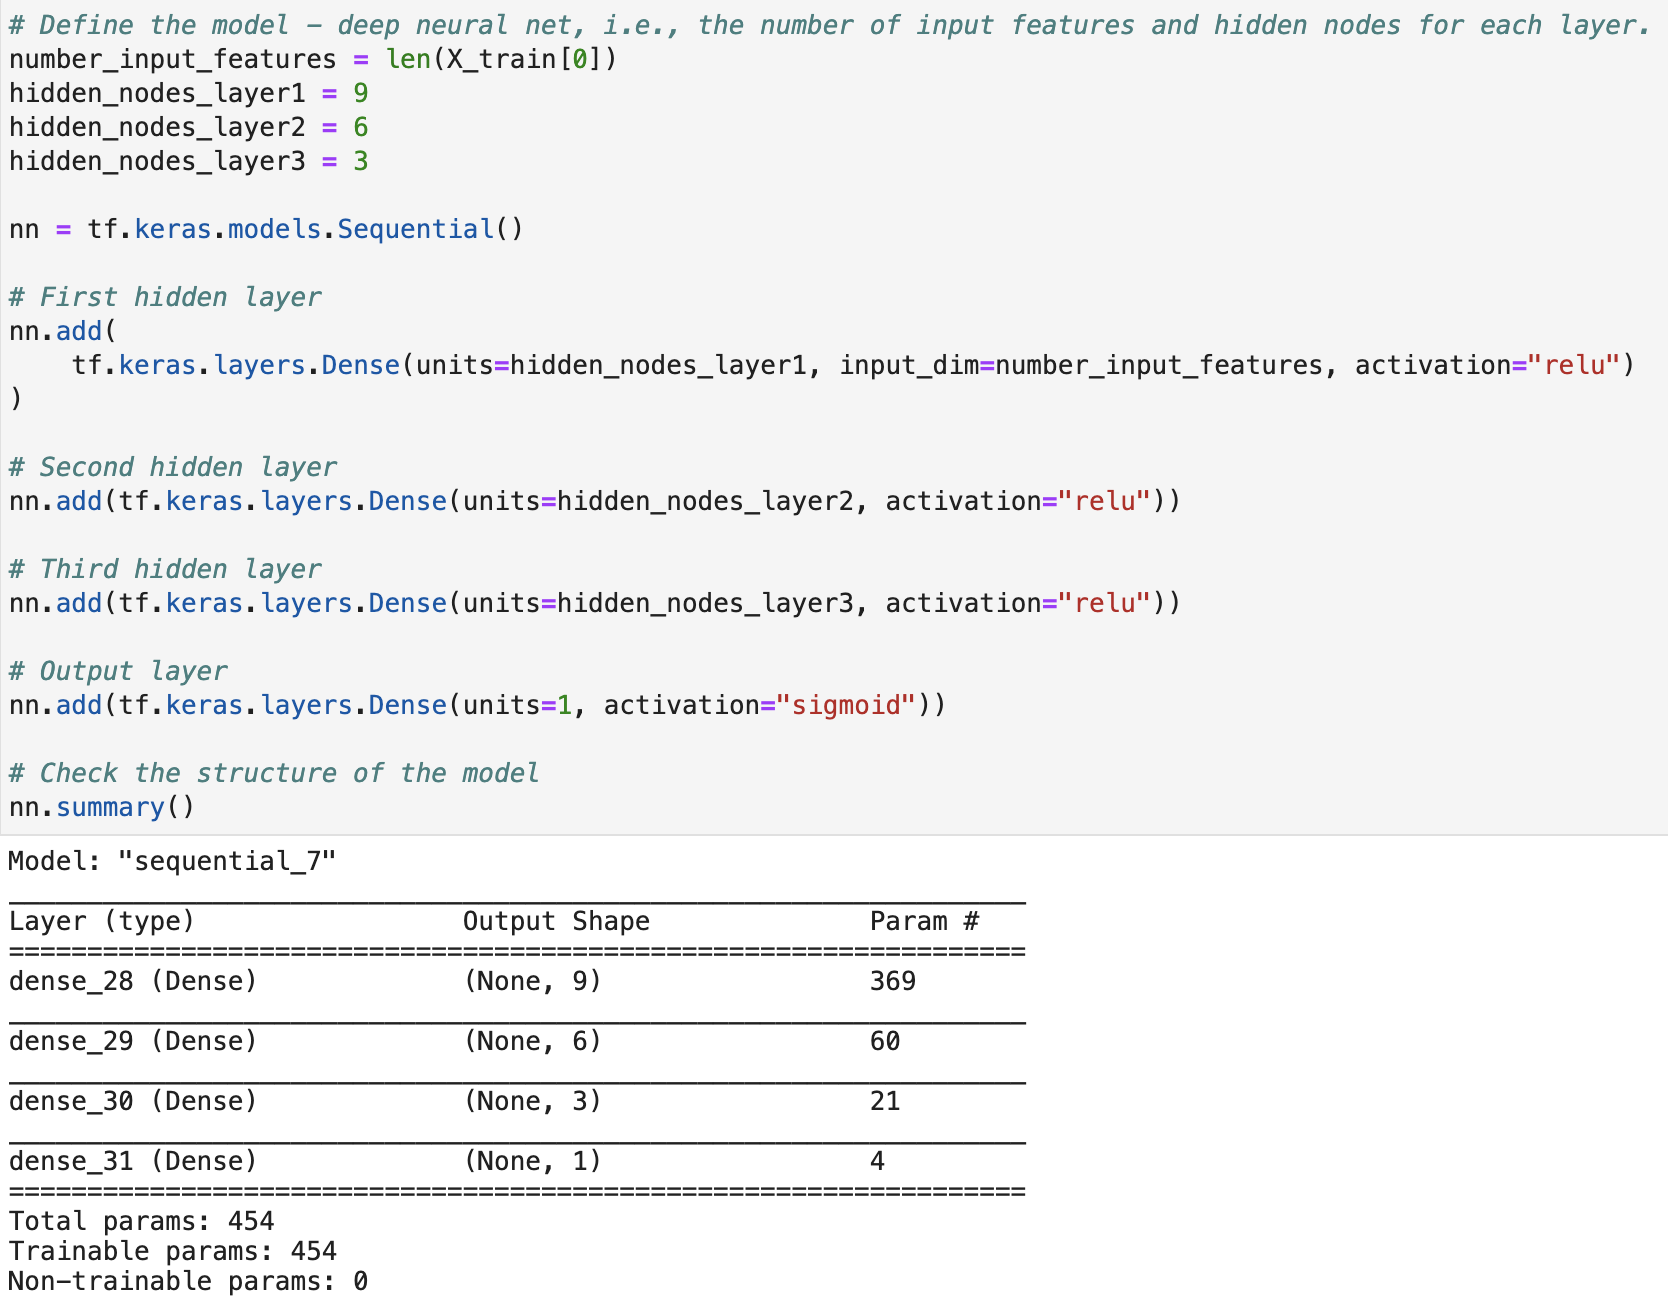 # Define the model – deep neural net, i.e., the number of input features and hidden nodes for each layer.
number_input_features = len(X_train[0])
hidden_nodes_layer1 = 9
hidden_nodes_layer2 = 6
hidden_nodes_layer3 = 3

nn = tf.keras.models.Sequential()

# First hidden layer
nn.add(
    tf.keras.layers.Dense(units=hidden_nodes_layer1, input_dim=number_input_features, activation="relu")
)

# Second hidden layer
nn.add(tf.keras.layers.Dense(units=hidden_nodes_layer2, activation="relu"))

# Third hidden layer
nn.add(tf.keras.layers.Dense(units=hidden_nodes_layer3, activation="relu"))

# Output layer
nn.add(tf.keras.layers.Dense(units=1, activation="sigmoid"))

# Check the structure of the model
nn.summary()
Model: "sequential_7"
_________________________________________________________________
Layer (type)                 Output Shape              Param #
=================================================================
dense_28 (Dense)             (None, 9)                 369
_________________________________________________________________
dense_29 (Dense)             (None, 6)                 60
_________________________________________________________________
dense_30 (Dense)             (None, 3)                 21
_________________________________________________________________
dense_31 (Dense)             (None, 1)                 4
=================================================================
Total params: 454
Trainable params: 454
Non-trainable params: 0